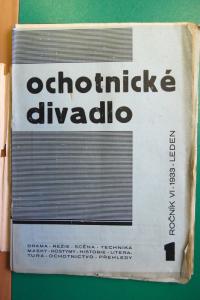 ochotnické
divadlo
ROČNÍK VI · 1933 · LEDEN
1
DRAMA · REŽIE · SCÉNA · TECHNIKA
MASKY · KOSTYMY · HISTORIE · LITERA-
TURA · OCHOTNICTVO · PŘEHLEDY